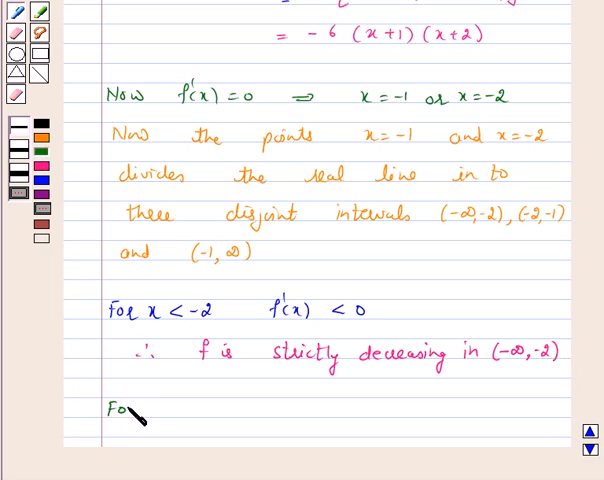 = - 6 (x+1) (x+2)
Now f'(x) = 0 ⇒ x = -1 or x = -2
Now the points x = -1 and x = -2
divides the real line in to
three disjoint intervals (-∞,-2), (-2,-1)
and (-1, ∞)
For x < -2 f'(x) < 0
∴ f is strictly decreasing in (-∞,-2)
Fo